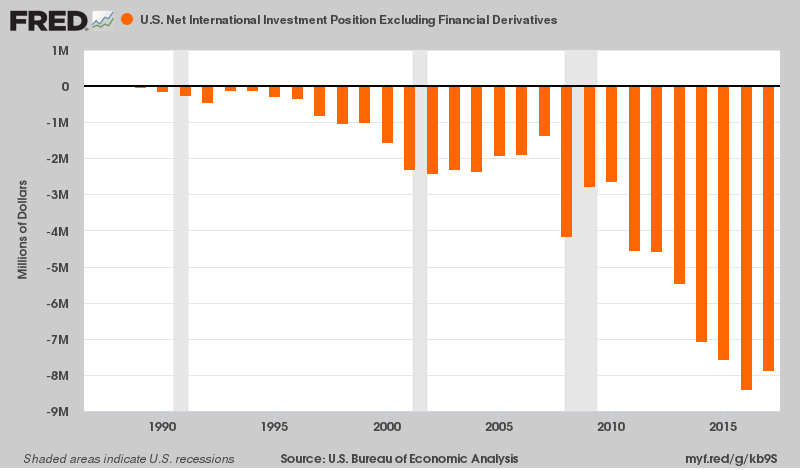 FRED
U.S. Net International Investment Position Excluding Financial Derivatives
Millions of Dollars
1M
0
-1M
-2M
-3M
-4M
-5M
-6M
-7M
-8M
-9M
1990 1995 2000 2005 2010 2015
Shaded areas indicate U.S. recessions Source: U.S. Bureau of Economic Analysis myf.red/g/kb9S